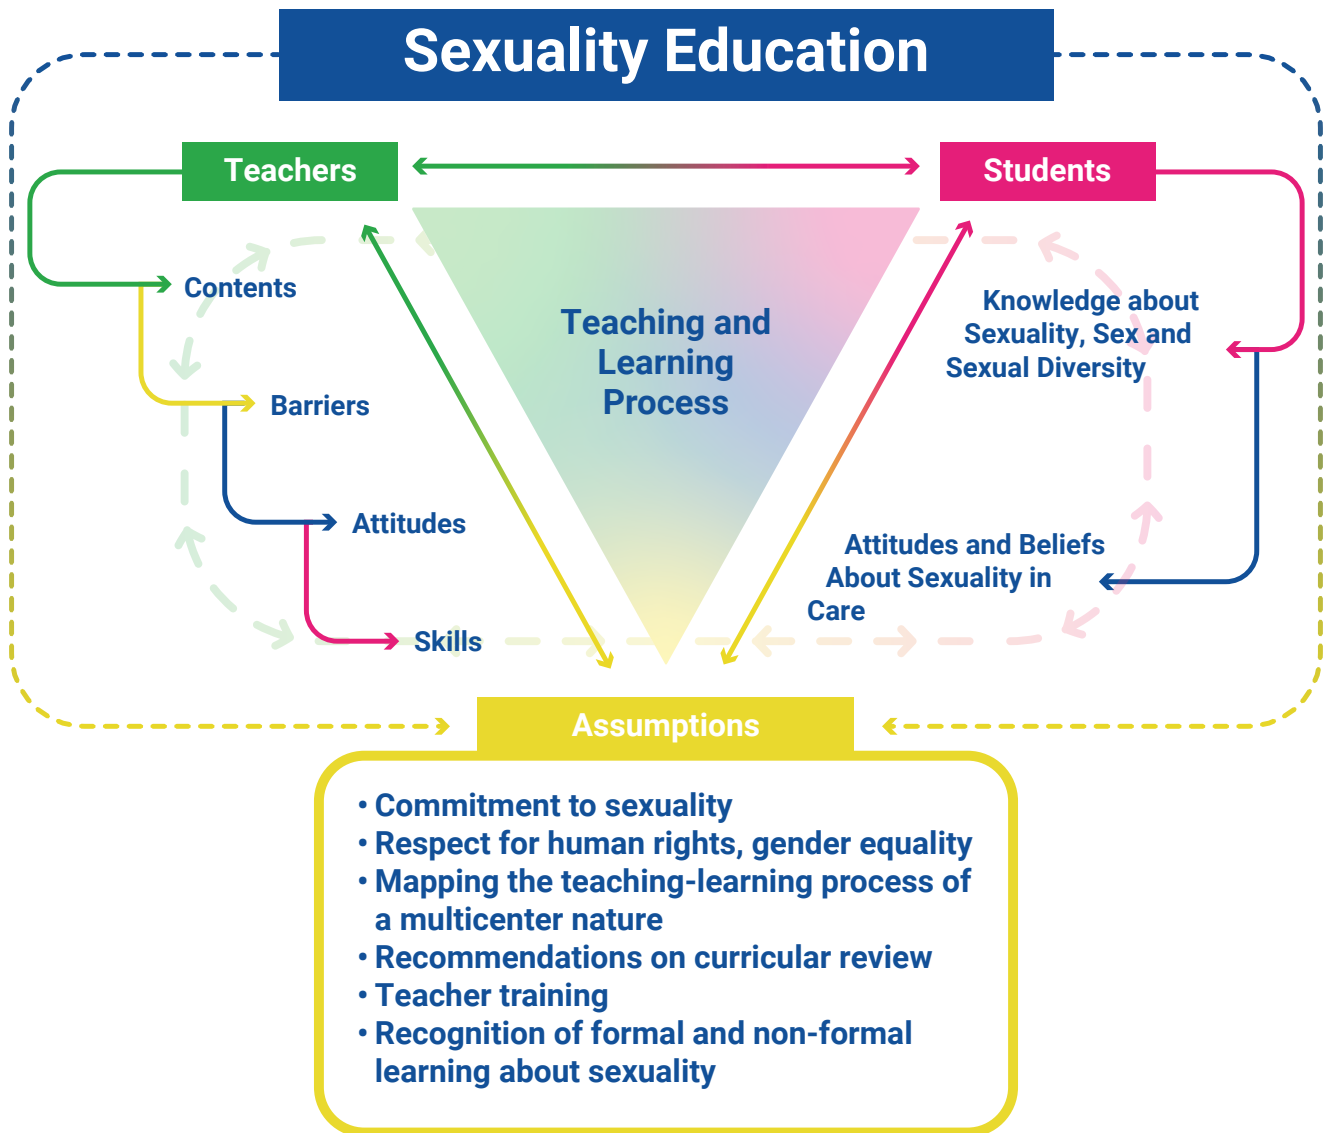 Sexuality Education
Teachers
Students
Contents
Barriers
Attitudes
Skills
Teaching and
Learning
Process
Knowledge about
Sexuality, Sex and
Sexual Diversity
Attitudes and Beliefs
About Sexuality in
Care
Assumptions
• Commitment to sexuality
• Respect for human rights, gender equality
• Mapping the teaching-learning process of
a multicenter nature
• Recommendations on curricular review
• Teacher training
• Recognition of formal and non-formal
learning about sexuality